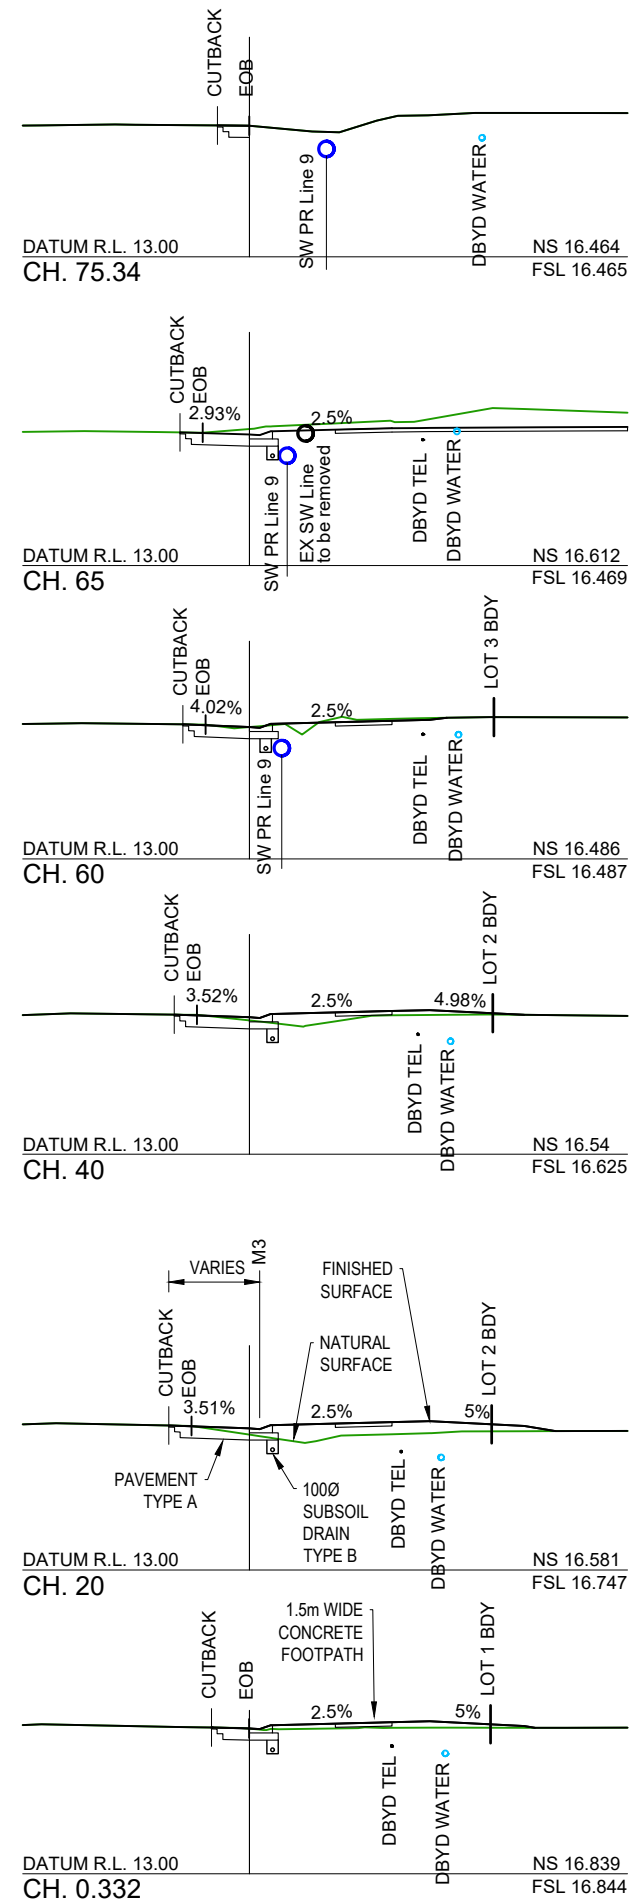 CUTBACK
EOB
SW PR Line 9
DBYD WATER
DATUM R.L. 13.00
NS 16.464
CH. 75.34
FSL 16.465
CUTBACK
EOB
2.93%
2.5%
SW PR Line 9
EX SW Line
to be removed
DBYD TEL
DBYD WATER
DATUM R.L. 13.00
NS 16.612
CH. 65
FSL 16.469
CUTBACK
EOB
4.02%
2.5%
LOT 3 BDY
SW PR Line 9
DBYD TEL
DBYD WATER
DATUM R.L. 13.00
NS 16.486
CH. 60
FSL 16.487
CUTBACK
EOB
3.52%
2.5%
4.98%
LOT 2 BDY
DBYD TEL
DBYD WATER
DATUM R.L. 13.00
NS 16.54
CH. 40
FSL 16.625
VARIES
M3
FINISHED
SURFACE
NATURAL
SURFACE
CUTBACK
EOB
3.51%
2.5%
5%
LOT 2 BDY
PAVEMENT
TYPE A
100Ø
SUBSOIL
DRAIN
TYPE B
DBYD TEL
DBYD WATER
DATUM R.L. 13.00
NS 16.581
CH. 20
FSL 16.747
1.5m WIDE
CONCRETE
FOOTPATH
CUTBACK
EOB
2.5%
5%
LOT 1 BDY
DBYD TEL
DBYD WATER
DATUM R.L. 13.00
NS 16.839
CH. 0.332
FSL 16.844